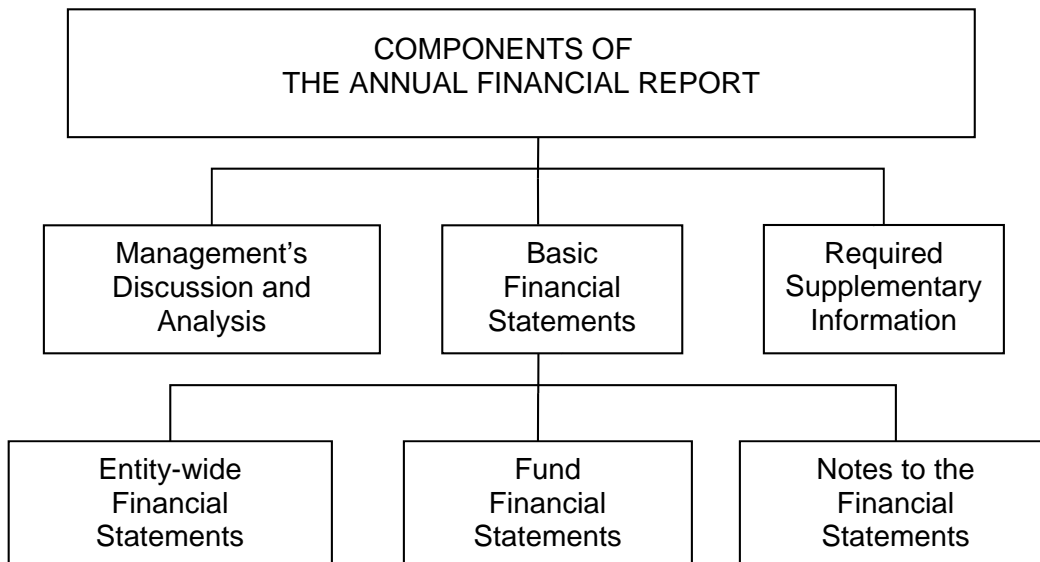 COMPONENTS OF
THE ANNUAL FINANCIAL REPORT
Management’s
Discussion and
Analysis
Basic
Financial
Statements
Required
Supplementary
Information
Entity-wide
Financial
Statements
Fund
Financial
Statements
Notes to the
Financial
Statements